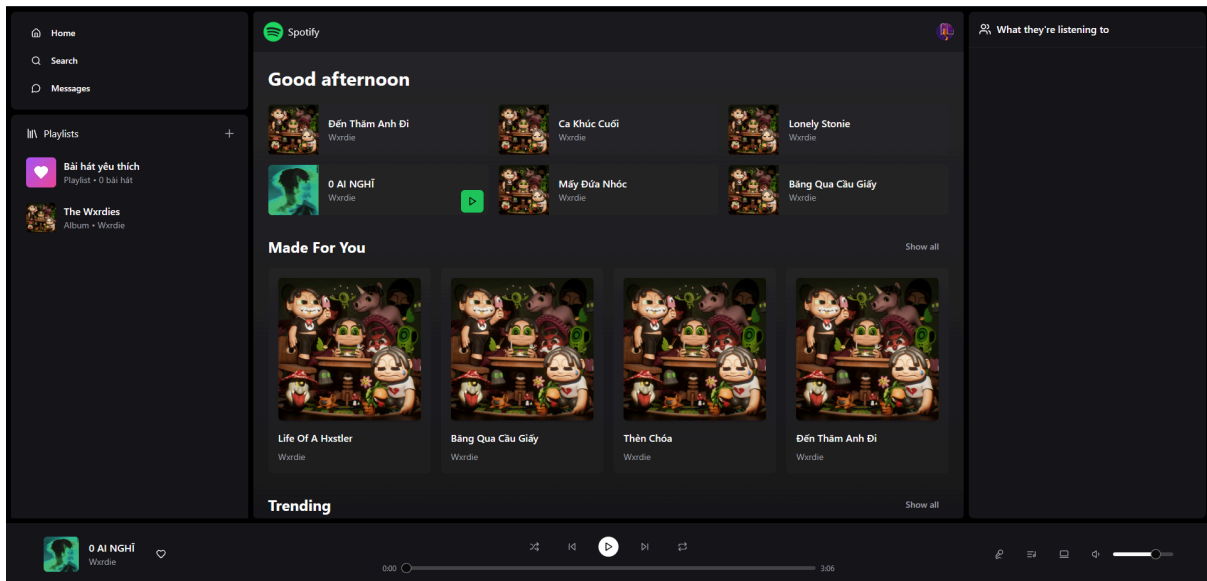 Home
Search
Messages
Playlists
Bài hát yêu thích
Playlist • 0 bài hát
The Wxrdies
Album • Wxrdie
Spotify
Good afternoon
Đến Thăm Anh Đi
Wxrdie
Ca Khúc Cuối
Wxrdie
Lonely Stonie
Wxrdie
0 AI NGHĨ
Wxrdie
Mấy Đứa Nhóc
Wxrdie
Băng Qua Cầu Giấy
Wxrdie
Made For You
Show all
Life Of A Hxstler
Wxrdie
Băng Qua Cầu Giấy
Wxrdie
Thèn Chóa
Wxrdie
Đến Thăm Anh Đi
Wxrdie
Trending
Show all
What they're listening to
0 AI NGHĨ
Wxrdie
0:00
3:06